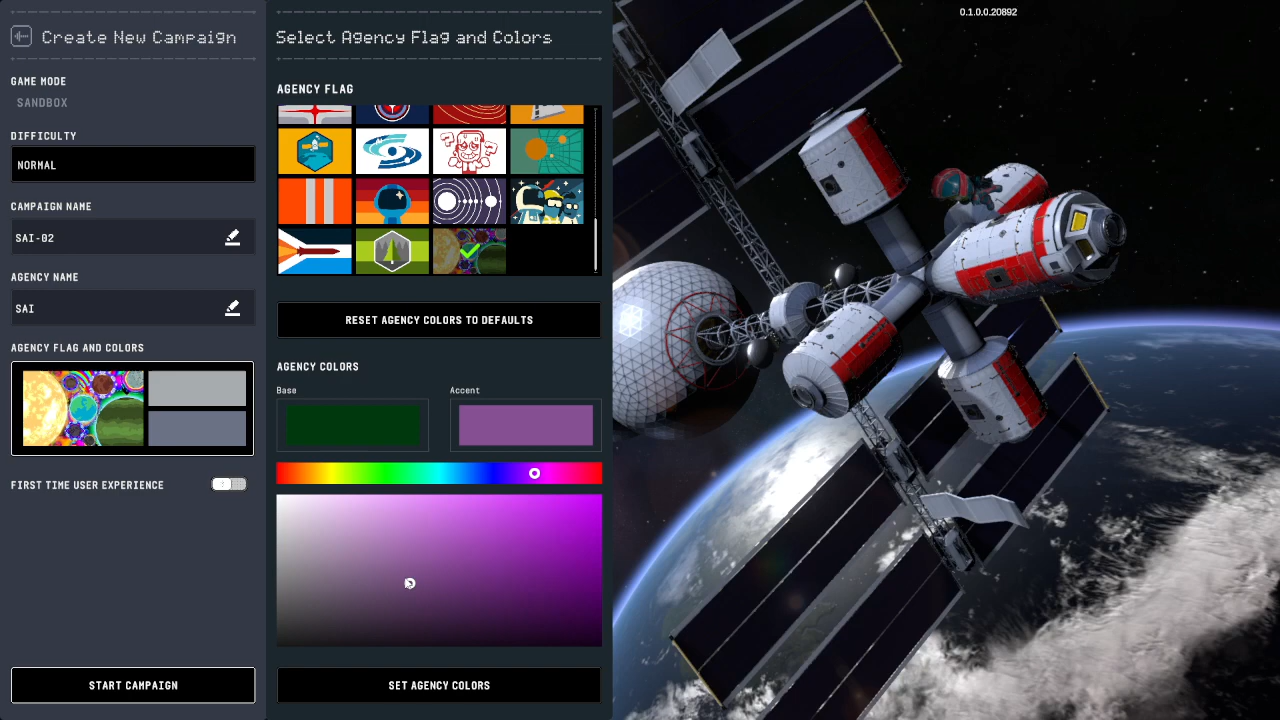 Create New Campaign
GAME MODE
SANDBOX
DIFFICULTY
NORMAL
CAMPAIGN NAME
SAI-02
AGENCY NAME
SAI
AGENCY FLAG AND COLORS
FIRST TIME USER EXPERIENCE
START CAMPAIGN
Select Agency Flag and Colors
AGENCY FLAG
RESET AGENCY COLORS TO DEFAULTS
AGENCY COLORS
Base
Accent
SET AGENCY COLORS
0.1.0.0.20892